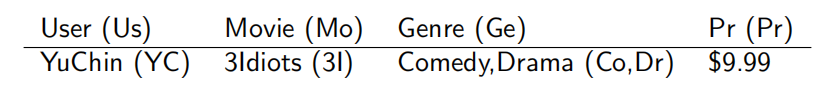 User (Us) Movie (Mo) Genre (Ge) Pr (Pr)
YuChin (YC) 3Idiots (3I) Comedy,Drama (Co,Dr) $9.99